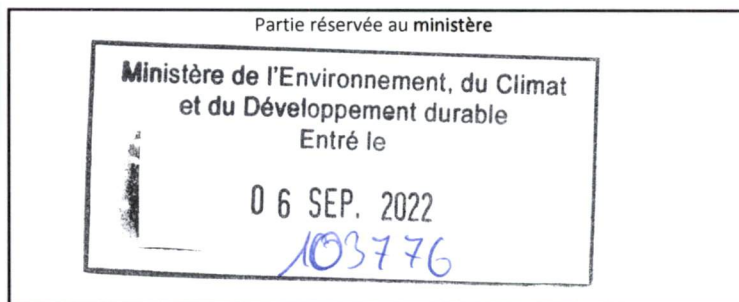 Partie réservée au ministère
Ministère de l'Environnement, du Climat
et du Développement durable
Entré le
06 SEP. 2022
103776